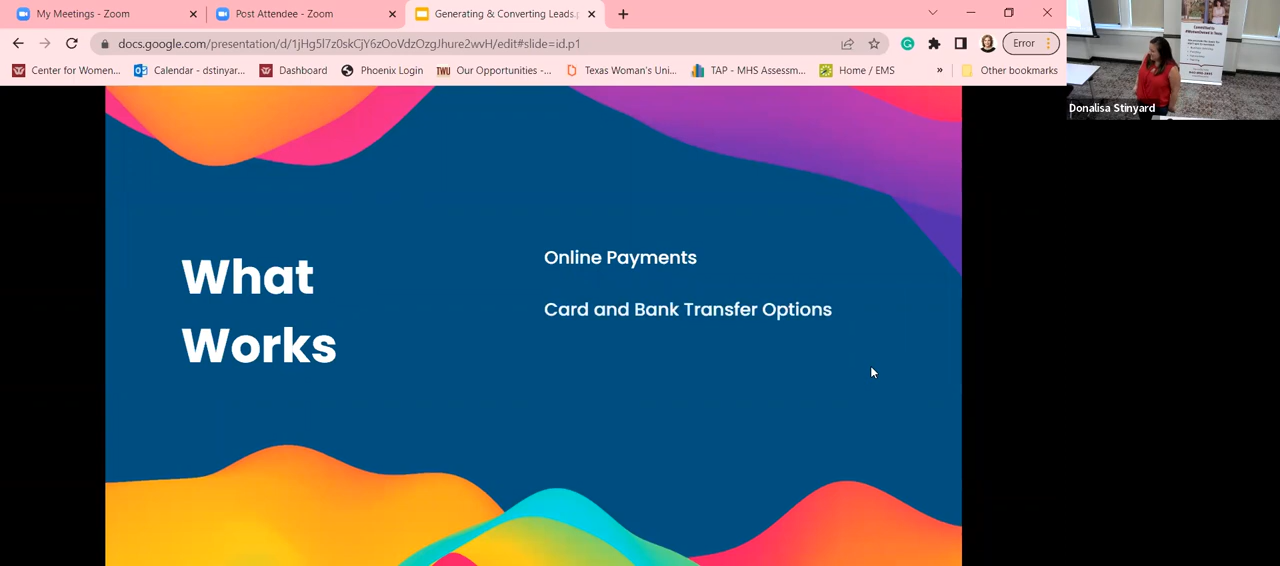 My Meetings - Zoom
Post Attendee - Zoom
Generating & Converting Leads.p
docs.google.com/presentation/d/1jHg5l7z0skCjY6zOoVdzOzgJhure2wvH/edit#slide=id.p1
Error
Center for Women...
Calendar - dstinyar...
Dashboard
Phoenix Login
Our Opportunities -...
Texas Woman's Uni...
TAP - MHS Assessm...
Home / EMS
»
Other bookmarks
Donalisa Stinyard
What
Works
Online Payments
Card and Bank Transfer Options